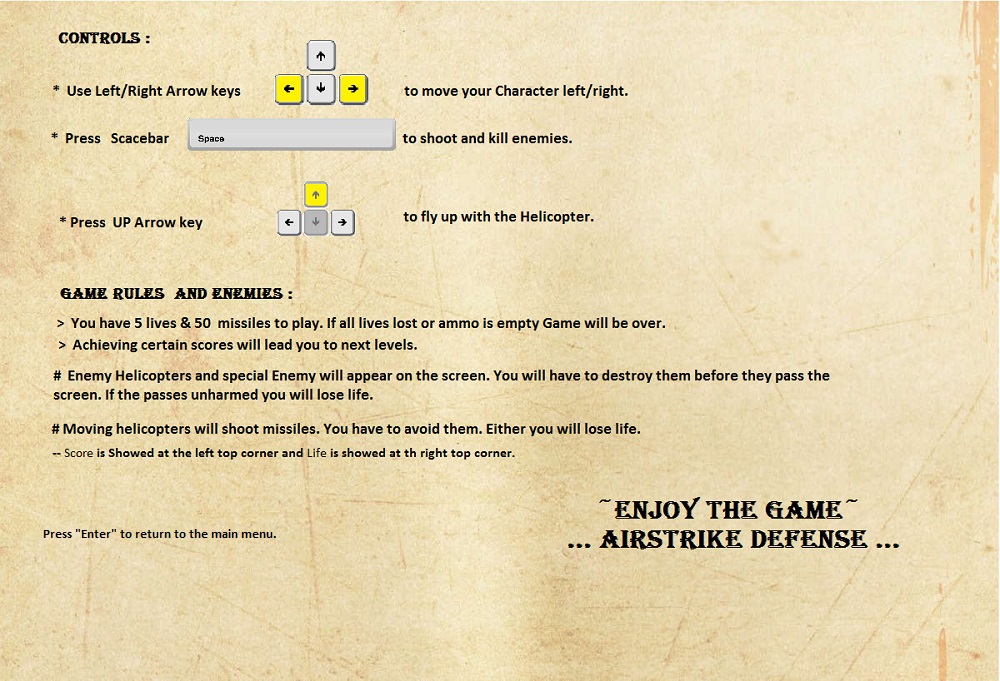 CONTROLS :
* Use Left/Right Arrow keys ↑ ← ↓ → to move your Character left/right.
* Press Scacebar Space to shoot and kill enemies.
* Press UP Arrow key ↑ ← ↓ → to fly up with the Helicopter.
GAME RULES AND ENEMIES :
> You have 5 lives & 50 missiles to play. If all lives lost or ammo is empty Game will be over.
> Achieving certain scores will lead you to next levels.
# Enemy Helicopters and special Enemy will appear on the screen. You will have to destroy them before they pass the
screen. If the passes unharmed you will lose life.
# Moving helicopters will shoot missiles. You have to avoid them. Either you will lose life.
-- Score is Showed at the left top corner and Life is showed at th right top corner.
~ENJOY THE GAME~
... AIRSTRIKE DEFENSE ...
Press "Enter" to return to the main menu.